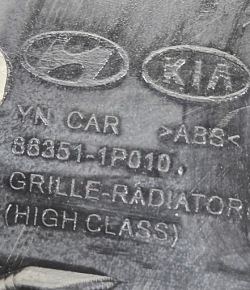 KIA
YN CAR >ABS<
86351-1P010.
GRILLE-RADIATOR
(HIGH CLASS)